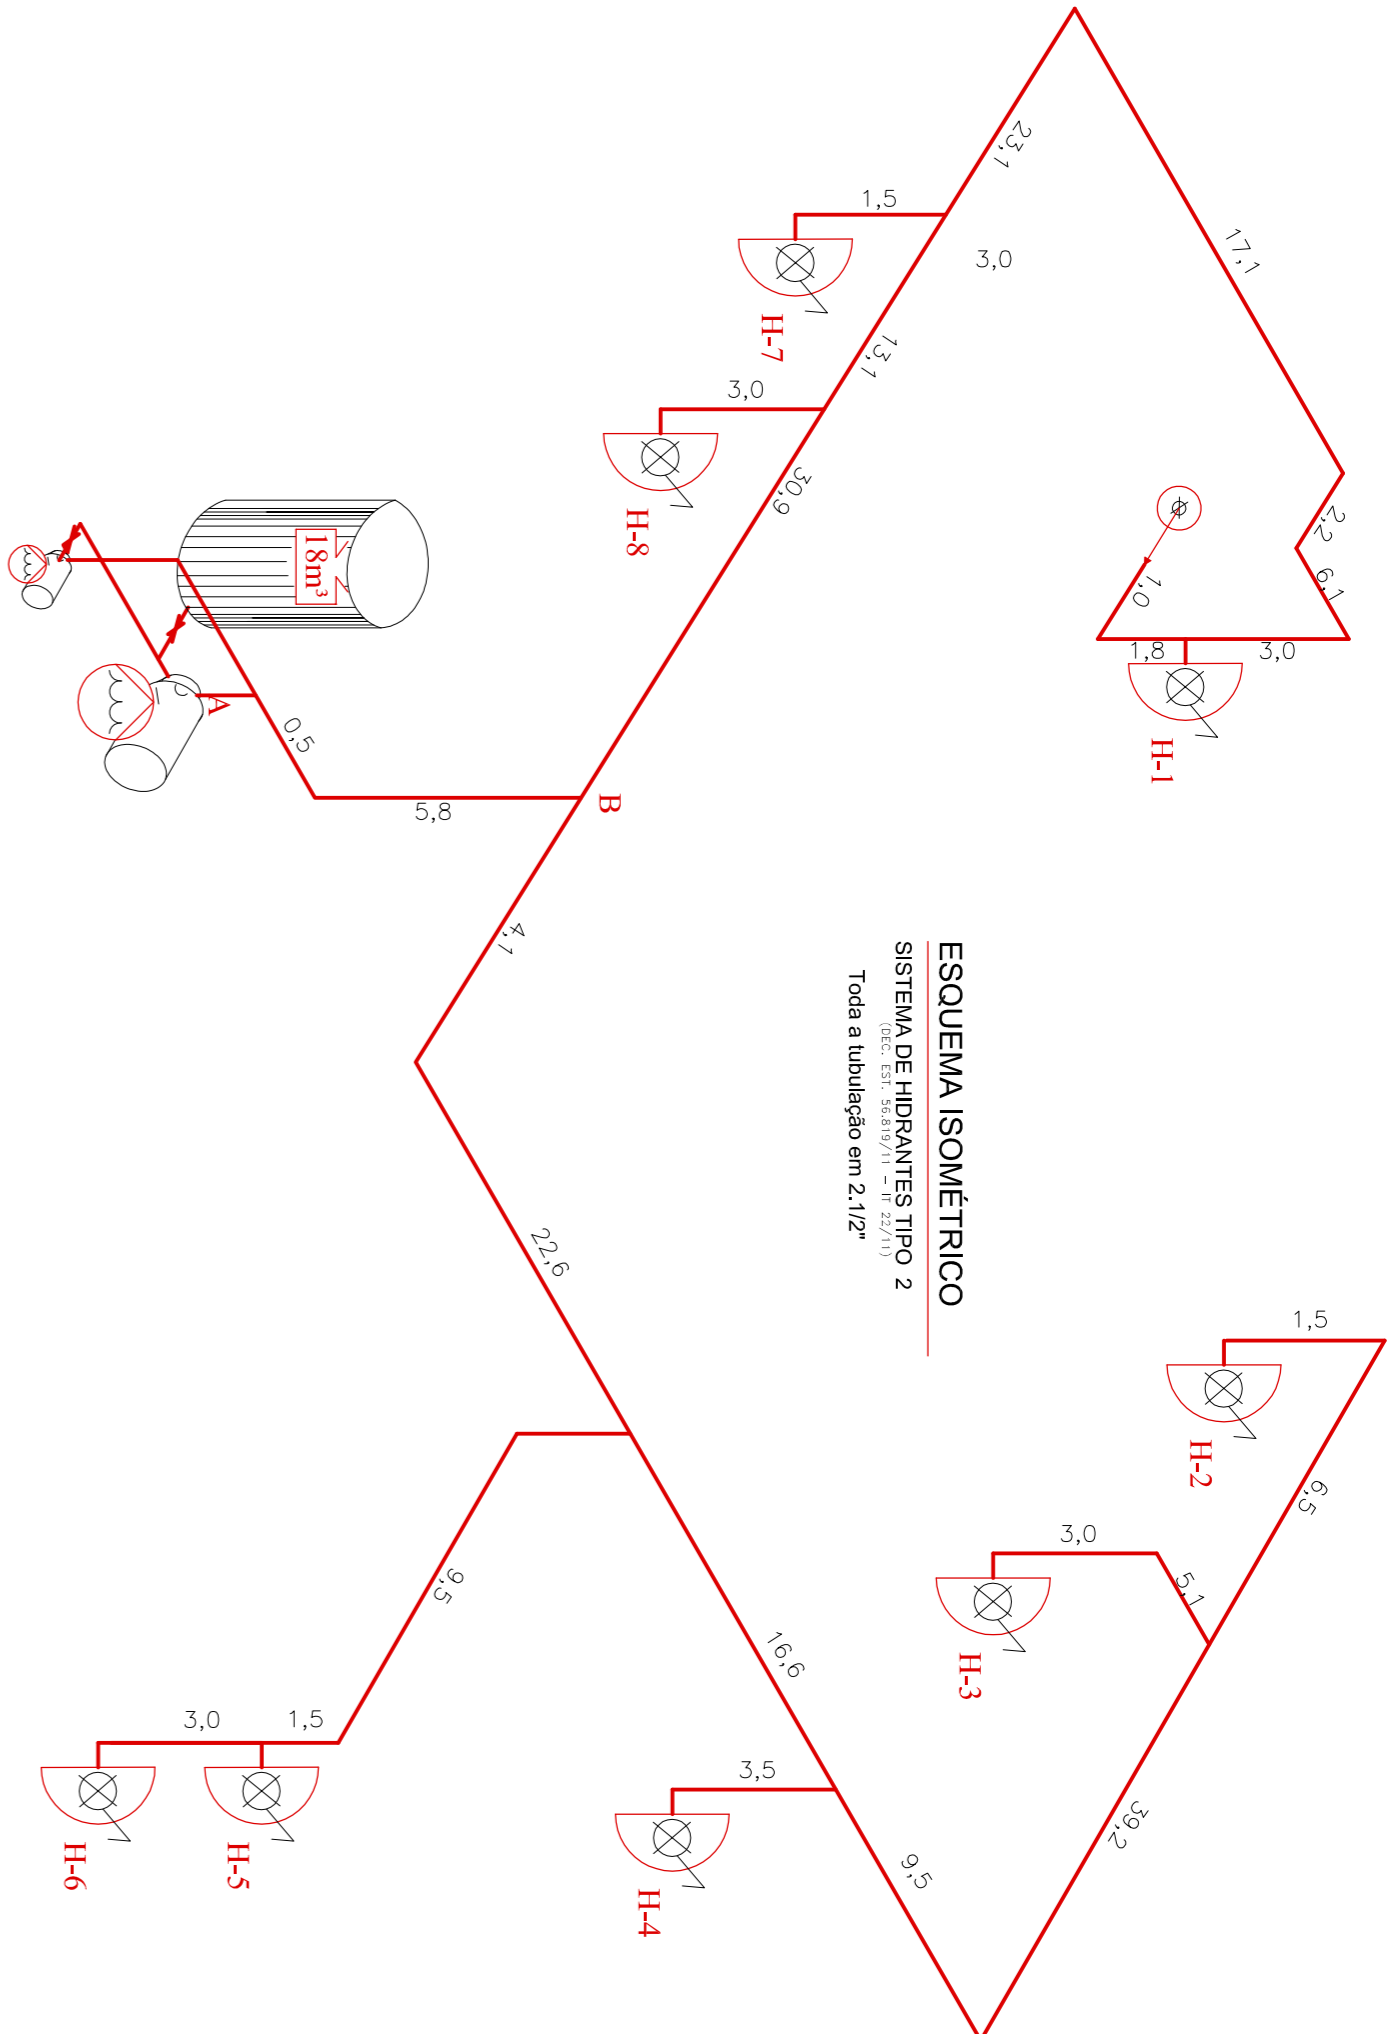 23,1
17,1
1,5
3,0
H-7
13,1
3,0
H-8
30,9
2,2
6,1
1,0
1,8
3,0
H-1
18m³
A
0,5
5,8
B
4,1
ESQUEMA ISOMÉTRICO
SISTEMA DE HIDRANTES TIPO 2
(DEC. EST. 56.819/11 - IT 22/11)
Toda a tubulação em 2.1/2"
22,6
1,5
H-2
6,5
3,0
5,1
H-3
9,5
16,6
3,0
1,5
H-6
H-5
3,5
H-4
39,2
9,5